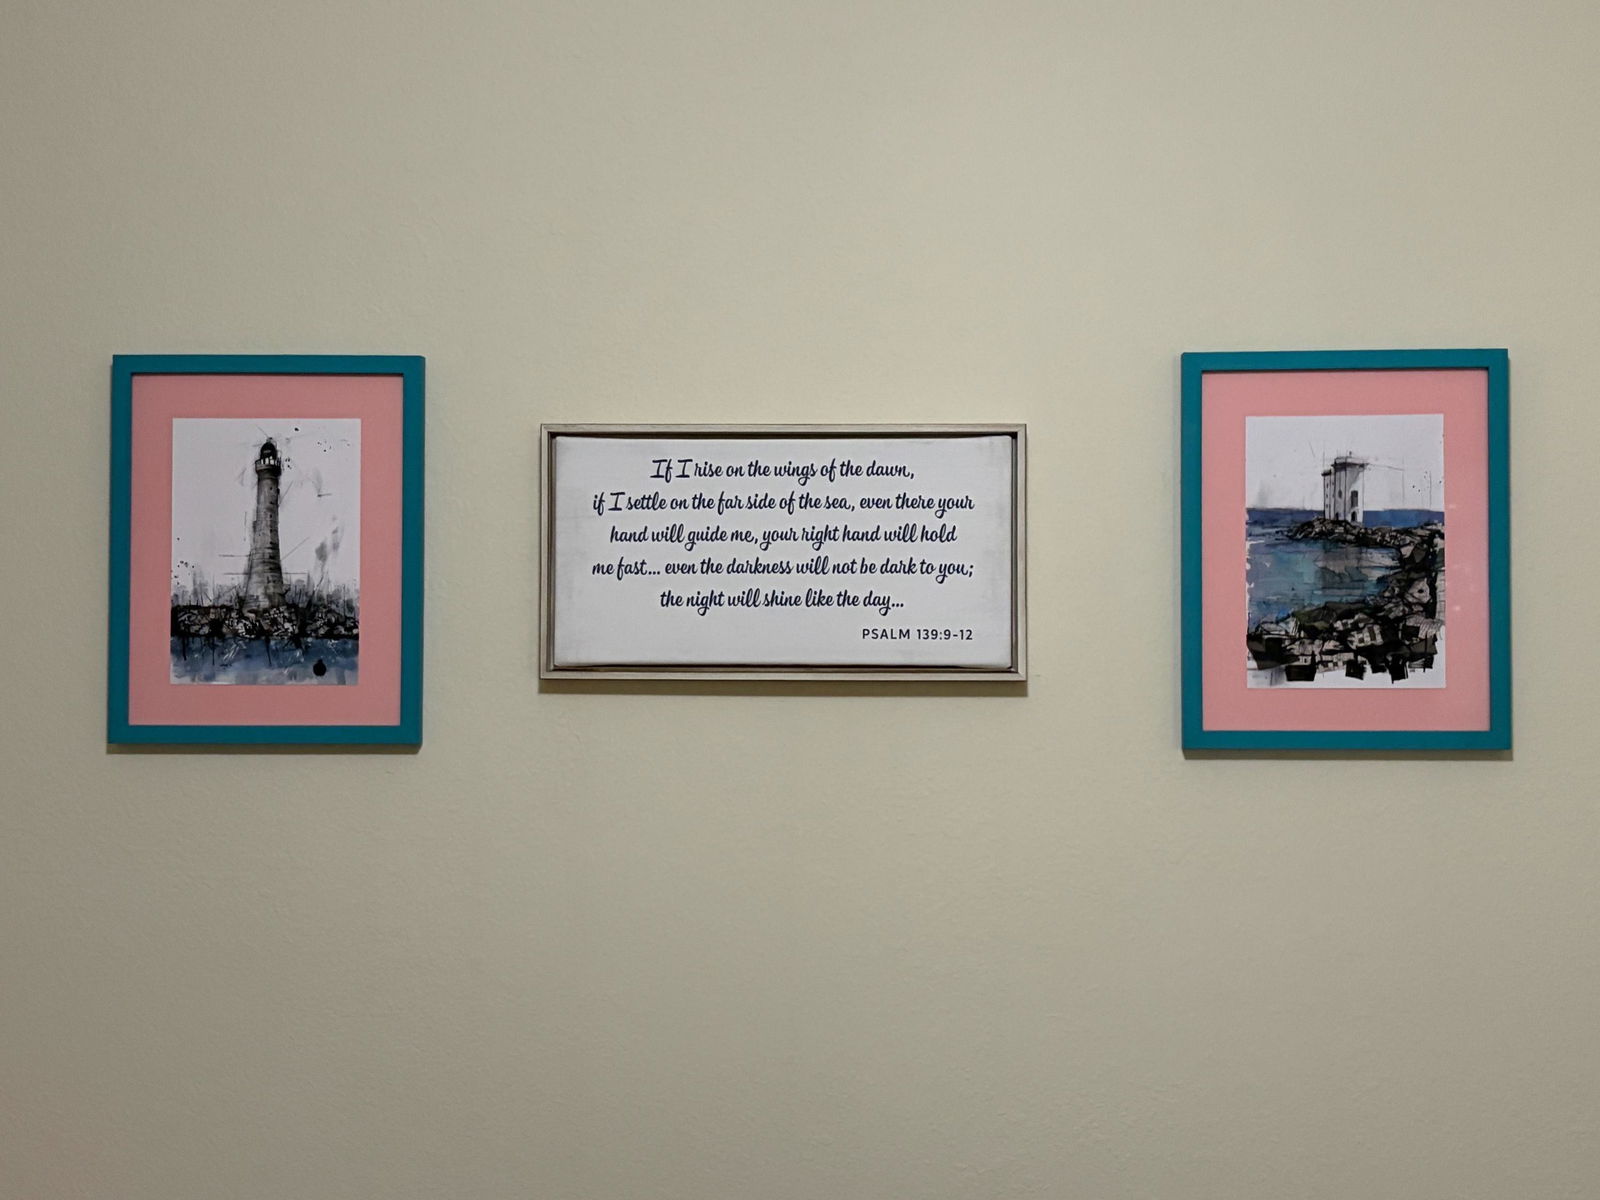 If I rise on the wings of the dawn,
if I settle on the far side of the sea, even there your
hand will guide me, your right hand will hold
me fast... even the darkness will not be dark to you;
the night will shine like the day...
PSALM 139:9-12